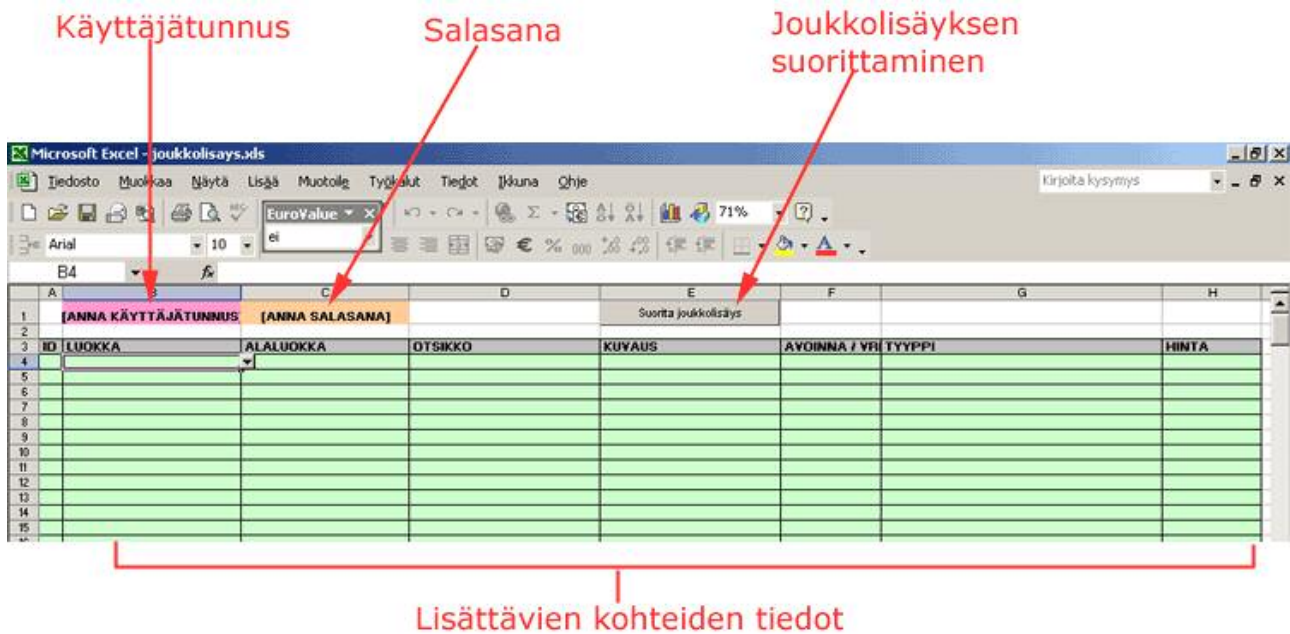 Käyttäjätunnus
Salasana
Joukkolisäyksen
suorittaminen
Microsoft Excel - joukkolisays.xls
Tiedosto Muokkaa Näytä Lisää Muotoile Työkalut Tiedot Ikkuna Ohje
Kirjoita kysymys
EuroValue
71%
Arial
10
ei
€ % 000
B4
fx
A B C D E F G H
1 [ANNA KÄYTTÄJÄTUNNUS [ANNA SALASANA] Suorita joukkolisäys
2
3 ID LUOKKA ALALUOKKA OTSIKKO KUVAUS AVOINNA / VRI TYYPPI HINTA
4
5
6
7
8
9
10
11
12
13
14
15
Lisättävien kohteiden tiedot